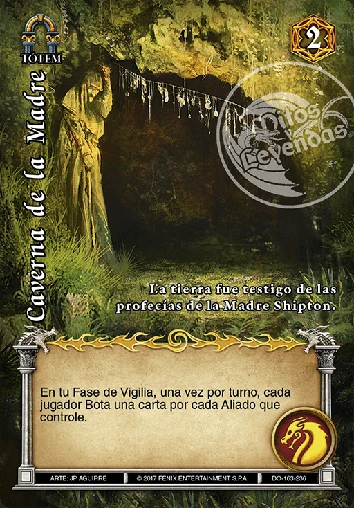 TÓTEM
2
Caverna de la Madre
Mitos
Leyendas
La tierra fue testigo de las
profecías de la Madre Shipton.
En tu Fase de Vigilia, una vez por turno, cada
jugador Bota una carta por cada Aliado que
controle.
ARTE: JP AGUIRRE
© 2017 FENIX ENTERTAINMENT S.P.A.
DO-103-236